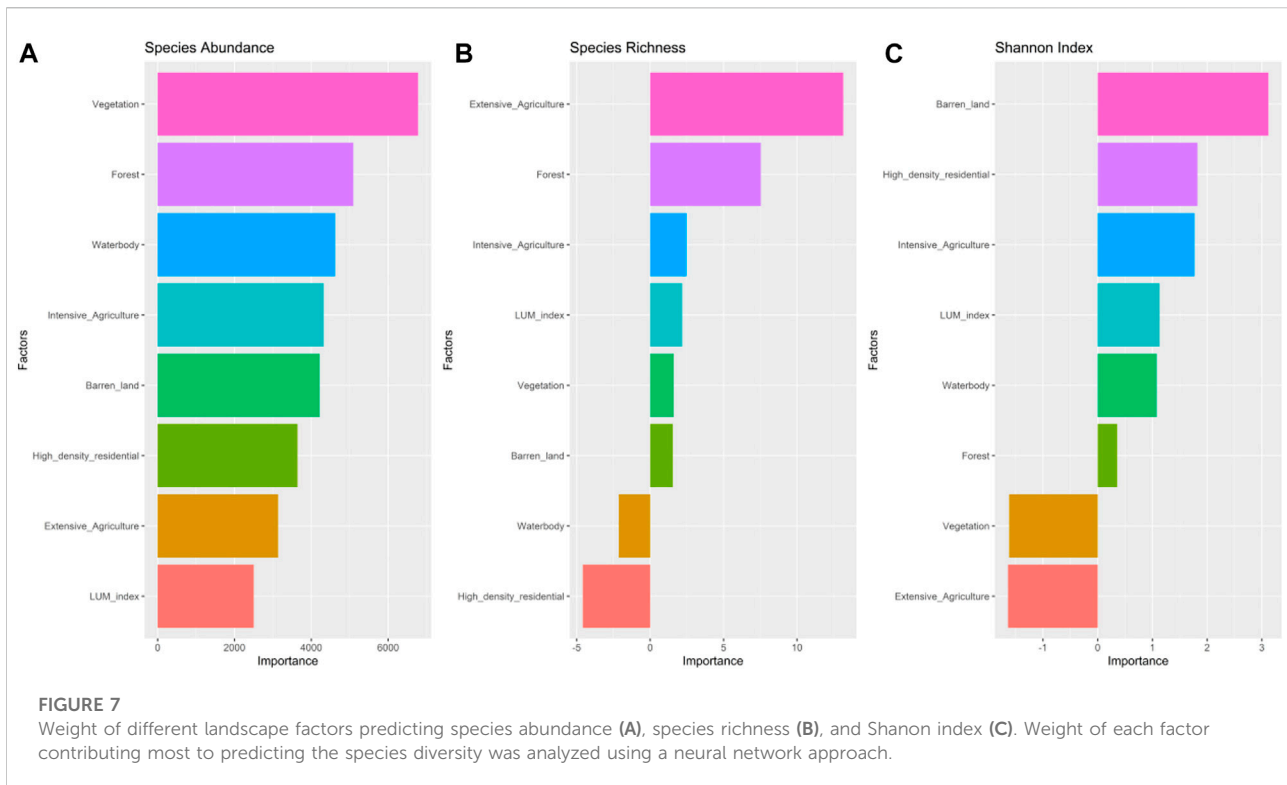 A
Species Abundance
Factors
Vegetation
Forest
Waterbody
Intensive_Agriculture
Barren_land
High_density_residential
Extensive_Agriculture
LUM_index
0 2000 4000 6000
Importance
B
Species Richness
Factors
Extensive_Agriculture
Forest
Intensive_Agriculture
LUM_index
Vegetation
Barren_land
Waterbody
High_density_residential
-5 0 5 10
Importance
C
Shannon Index
Factors
Barren_land
High_density_residential
Intensive_Agriculture
LUM_index
Waterbody
Forest
Vegetation
Extensive_Agriculture
-1 0 1 2 3
Importance
FIGURE 7
Weight of different landscape factors predicting species abundance (A), species richness (B), and Shanon index (C). Weight of each factor
contributing most to predicting the species diversity was analyzed using a neural network approach.